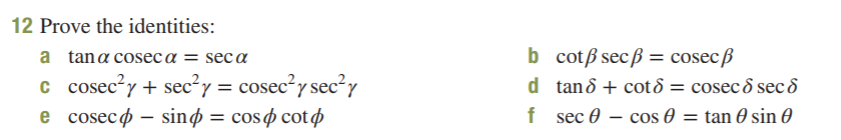 12 Prove the identities:
a tan α cosec α = sec α
b cot β sec β = cosec β
c cosec²γ + sec²γ = cosec²γ sec²γ
d tan δ + cot δ = cosec δ sec δ
e cosec ϕ − sin ϕ = cos ϕ cot ϕ
f sec θ − cos θ = tan θ sin θ